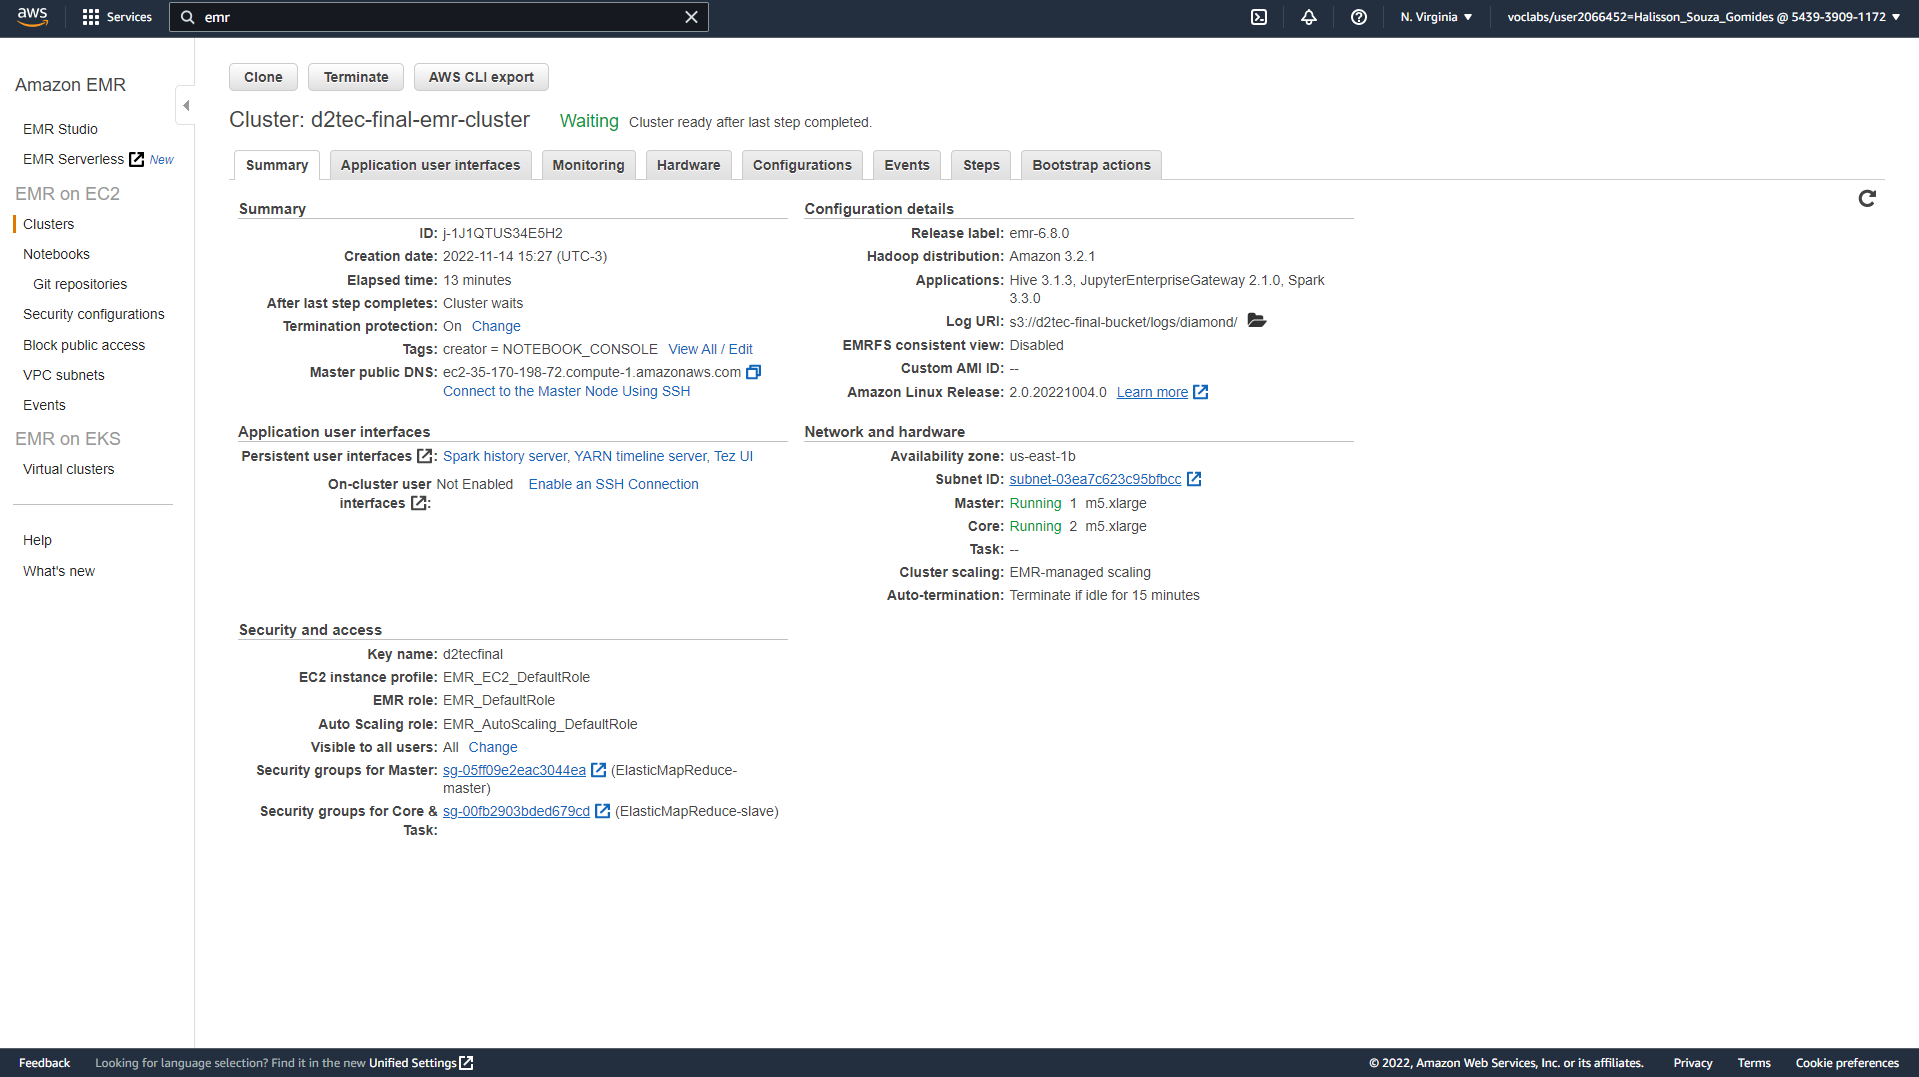 aws
Services
emr
N. Virginia
voclabs/user2066452=Halisson_Souza_Gomides @ 5439-3909-1172
Amazon EMR
EMR Studio
EMR Serverless New
EMR on EC2
Clusters
Notebooks
Git repositories
Security configurations
Block public access
VPC subnets
Events
EMR on EKS
Virtual clusters
Help
What's new
Clone
Terminate
AWS CLI export
Cluster: d2tec-final-emr-cluster Waiting Cluster ready after last step completed.
Summary
Application user interfaces
Monitoring
Hardware
Configurations
Events
Steps
Bootstrap actions
Summary
ID: j-1J1QTUS34E5H2
Creation date: 2022-11-14 15:27 (UTC-3)
Elapsed time: 13 minutes
After last step completes: Cluster waits
Termination protection: On Change
Tags: creator = NOTEBOOK_CONSOLE View All / Edit
Master public DNS: ec2-35-170-198-72.compute-1.amazonaws.com
Connect to the Master Node Using SSH
Configuration details
Release label: emr-6.8.0
Hadoop distribution: Amazon 3.2.1
Applications: Hive 3.1.3, JupyterEnterpriseGateway 2.1.0, Spark
3.3.0
Log URI: s3://d2tec-final-bucket/logs/diamond/
EMRFS consistent view: Disabled
Custom AMI ID: --
Amazon Linux Release: 2.0.20221004.0 Learn more
Application user interfaces
Persistent user interfaces : Spark history server, YARN timeline server, Tez UI
On-cluster user Not Enabled Enable an SSH Connection
interfaces :
Network and hardware
Availability zone: us-east-1b
Subnet ID: subnet-03ea7c623c95bfbcc
Master: Running 1 m5.xlarge
Core: Running 2 m5.xlarge
Task: --
Cluster scaling: EMR-managed scaling
Auto-termination: Terminate if idle for 15 minutes
Security and access
Key name: d2tecfinal
EC2 instance profile: EMR_EC2_DefaultRole
EMR role: EMR_DefaultRole
Auto Scaling role: EMR_AutoScaling_DefaultRole
Visible to all users: All Change
Security groups for Master: sg-05ff09e2eac3044ea (ElasticMapReduce-
master)
Security groups for Core & sg-00fb2903bded679cd (ElasticMapReduce-slave)
Task:
Feedback
Looking for language selection? Find it in the new Unified Settings
© 2022, Amazon Web Services, Inc. or its affiliates.
Privacy
Terms
Cookie preferences